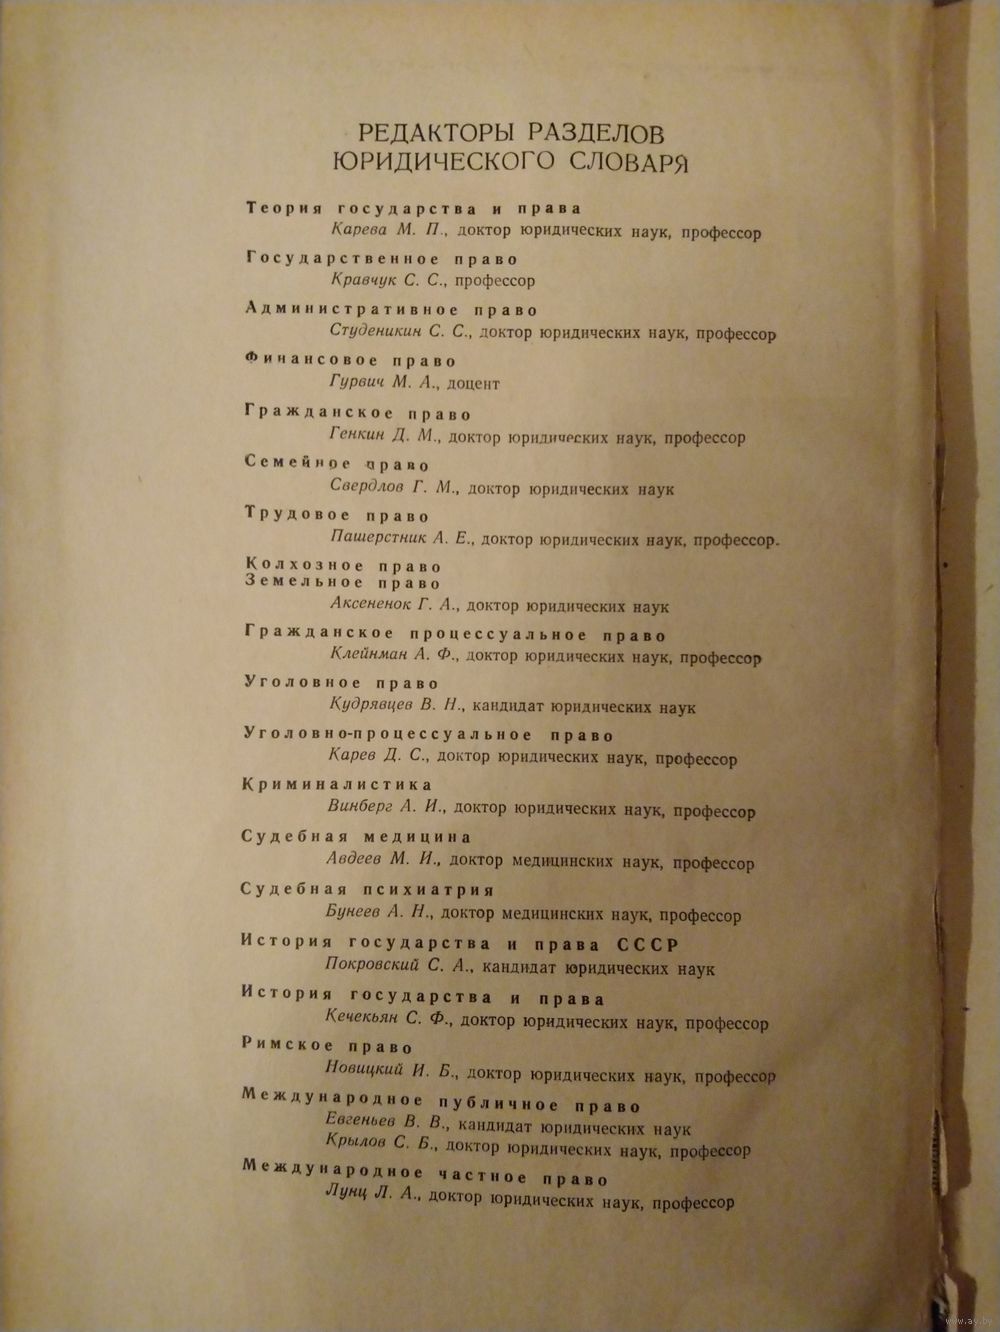 РЕДАКТОРЫ РАЗДЕЛОВ
ЮРИДИЧЕСКОГО СЛОВАРЯ
Теория государства и права
Карева М. П., доктор юридических наук, профессор
Государственное право
Кравчук С. С., профессор
Административное право
Студеникин С. С., доктор юридических наук, профессор
Финансовое право
Гурвич М. А., доцент
Гражданское право
Генкин Д. М., доктор юридических наук, профессор
Семейное право
Свердлов Г. М., доктор юридических наук
Трудовое право
Пашерстник А. Е., доктор юридических наук, профессор.
Колхозное право
Земельное право
Аксененок Г. А., доктор юридических наук
Гражданское процессуальное право
Клейнман А. Ф., доктор юридических наук, профессор
Уголовное право
Кудрявцев В. Н., кандидат юридических наук
Уголовно-процессуальное право
Карев Д. С., доктор юридических наук, профессор
Криминалистика
Винберг А. И., доктор юридических наук, профессор
Судебная медицина
Авдеев М. И., доктор медицинских наук, профессор
Судебная психиатрия
Бунеев А. Н., доктор медицинских наук, профессор
История государства и права СССР
Покровский С. А., кандидат юридических наук
История государства и права
Кечекьян С. Ф., доктор юридических наук, профессор
Римское право
Новицкий И. Б., доктор юридических наук, профессор
Международное публичное право
Евгеньев В. В., кандидат юридических наук
Крылов С. Б., доктор юридических наук, профессор
Международное частное право
Лунц Л. А., доктор юридических наук, профессор
www.ay.by